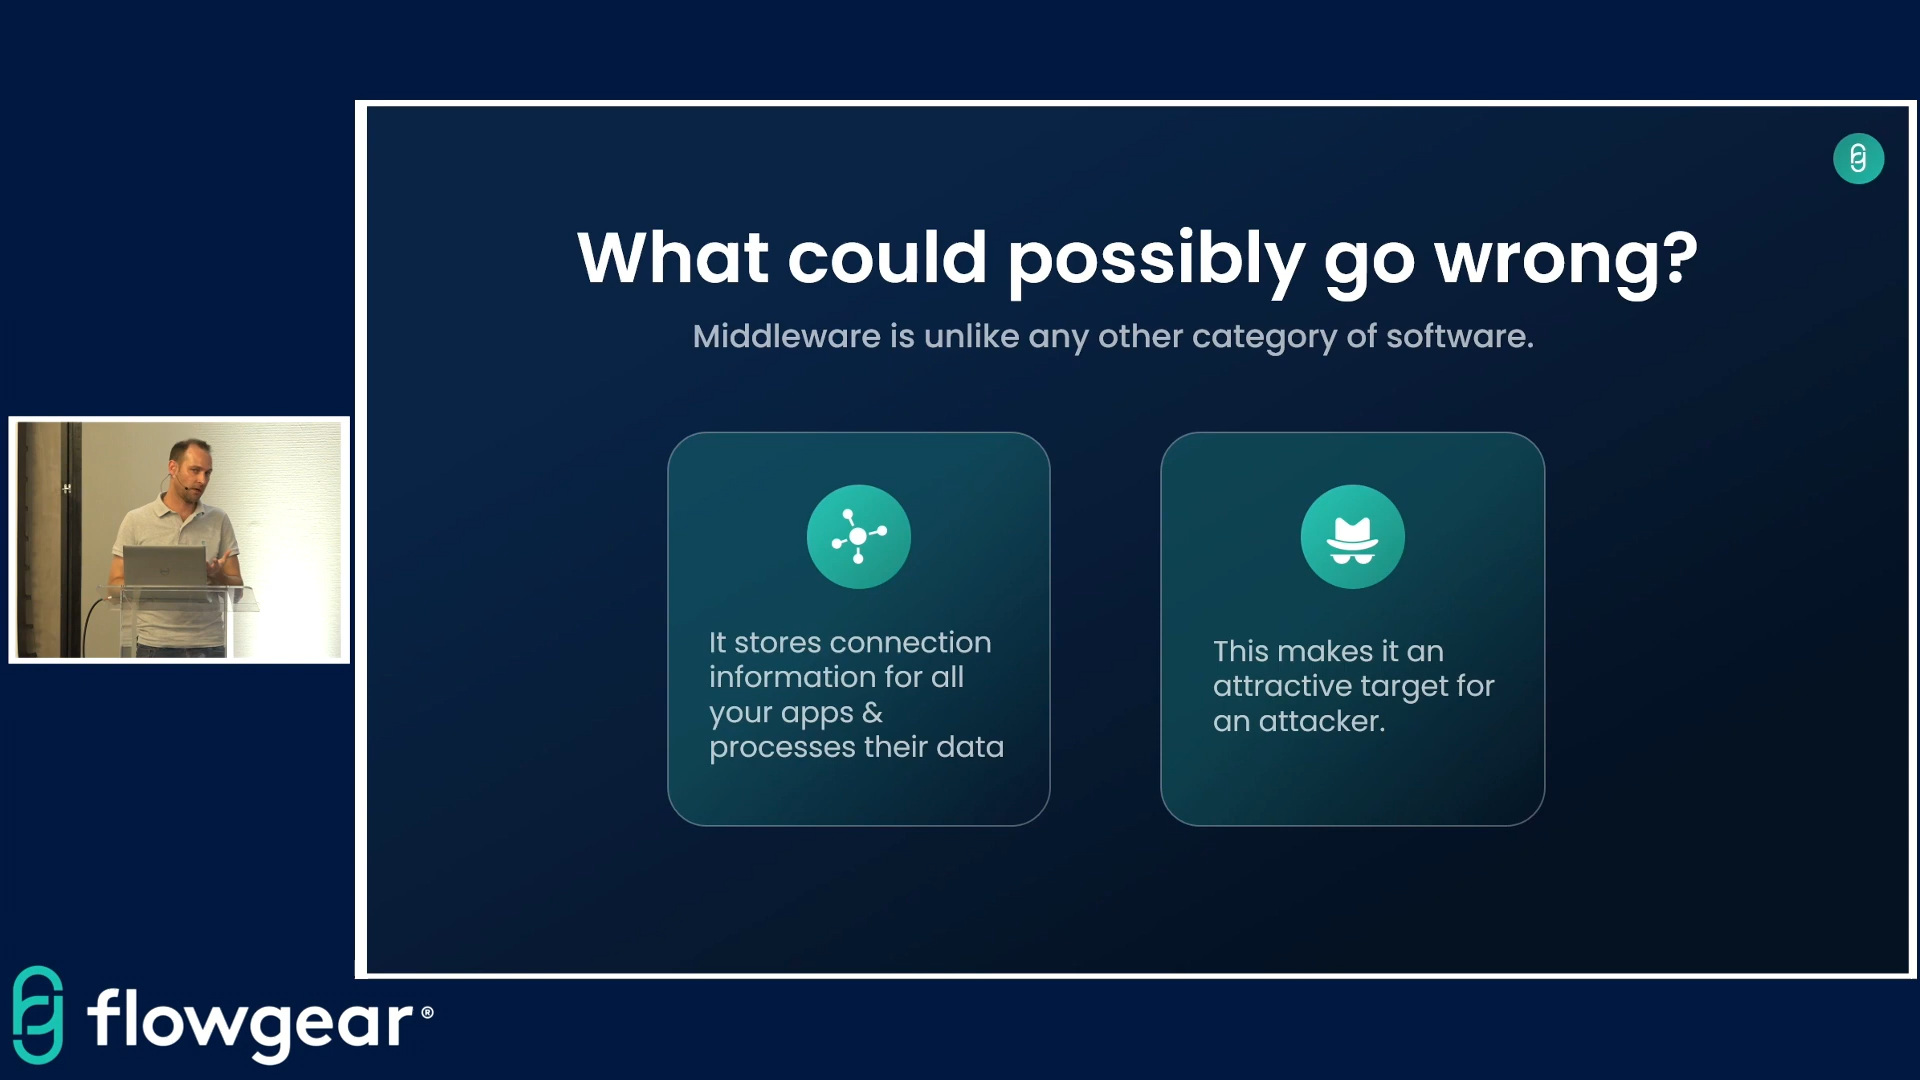 What could possibly go wrong?
Middleware is unlike any other category of software.
It stores connection
information for all
your apps &
processes their data
This makes it an
attractive target for
an attacker.
flowgear®